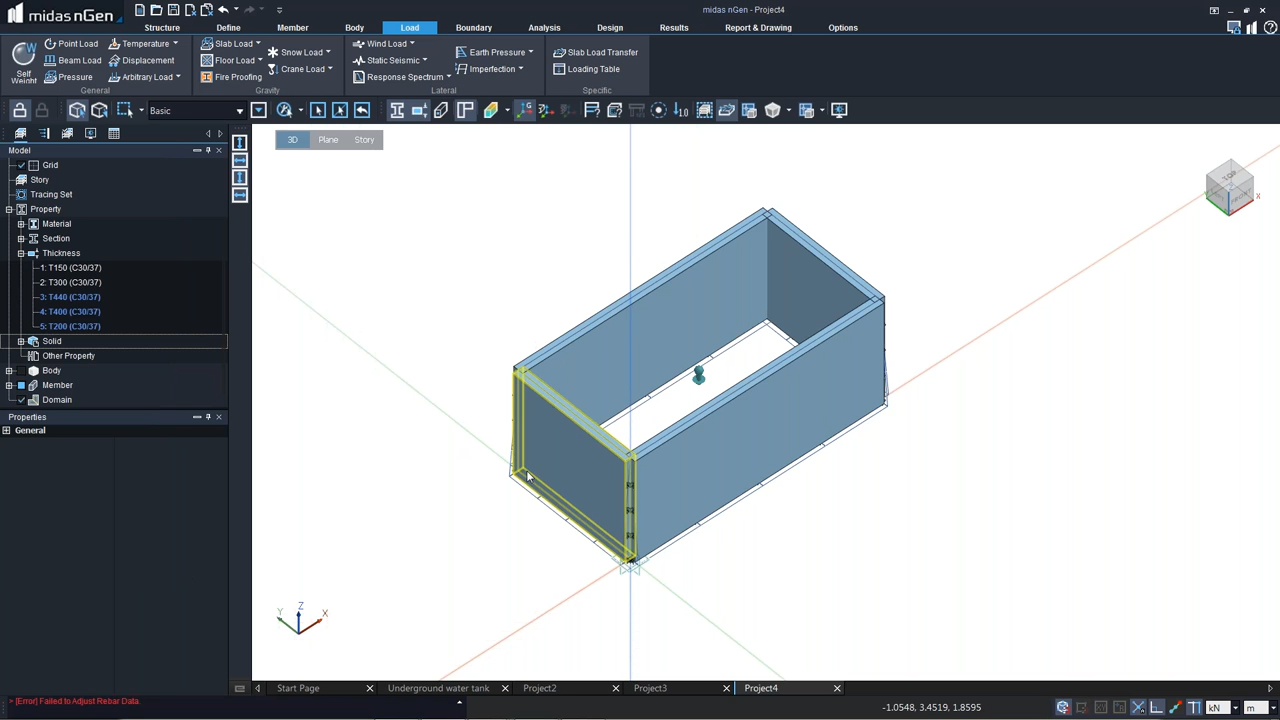 midas nGen
midas nGen - Project4
Structure Define Member Body Load Boundary Analysis Design Results Report & Drawing Members Options
Self Weight
Point Load Temperature Slab Load Snow Load Wind Load Earth Pressure Slab Load Transfer
Beam Load Displacement Floor Load Crane Load Static Seismic Imperfection Loading Table
Pressure Arbitrary Load Fire Proofing Response Spectrum
General Gravity Lateral Specific
Basic
Model
3D Plane Story
Grid
Story
Tracing Set
Property
Material
Section
Thickness
1: T150 (C30/37)
2: T300 (C30/37)
3: T440 (C30/37)
4: T400 (C30/37)
5: T200 (C30/37)
Solid
Other Property
Body
Member
Domain
Properties
General
TOP
FRONT
X
Z
Y
X
Start Page Underground water tank Project2 Project3 Project4
> [Error] Failed to Adjust Rebar Data.
-1.0548, 3.4519, 1.8595
kN m